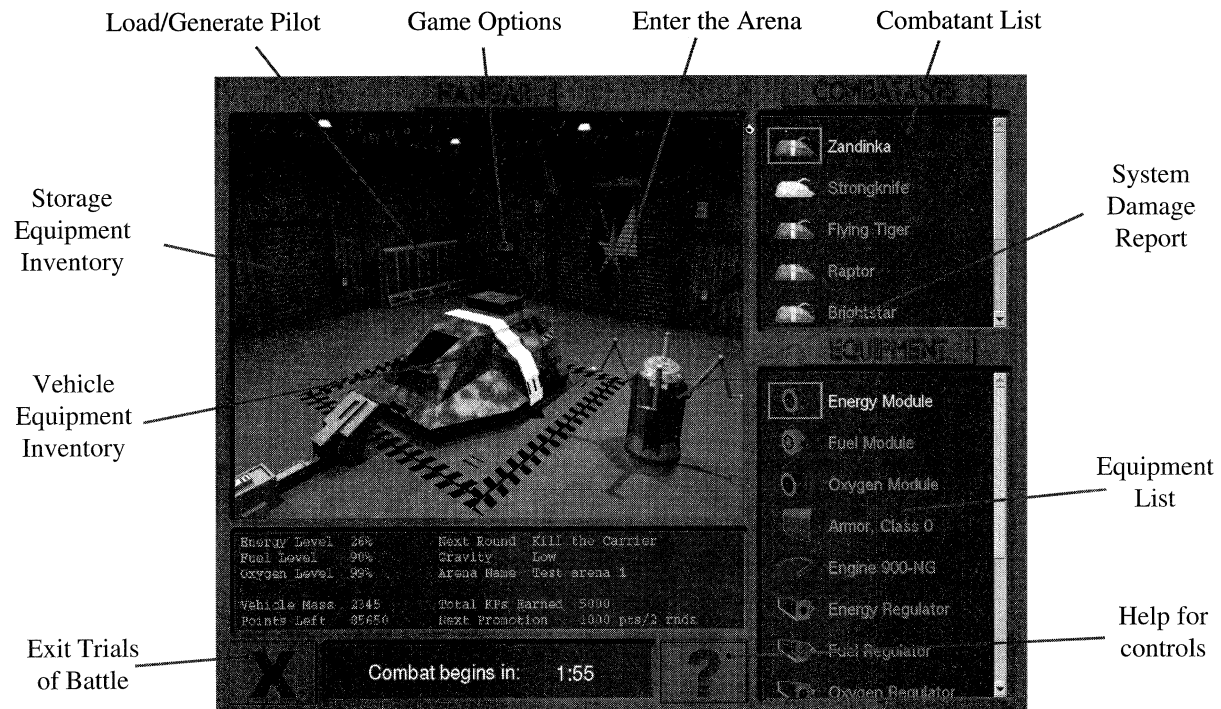 Load/Generate Pilot
Game Options
Enter the Arena
Combatant List
HANGAR
COMBATANTS
Zandinka
Strongknife
Flying Tiger
Raptor
Brightstar
Storage
Equipment
Inventory
System
Damage
Report
EQUIPMENT
Energy Module
Fuel Module
Oxygen Module
Armor, Class 0
Engine 900-NG
Energy Regulator
Fuel Regulator
Oxygen Regulator
Vehicle
Equipment
Inventory
Equipment
List
Energy Level 26% Next Round Kill the Carrier
Fuel Level 90% Gravity Low
Oxygen Level 99% Arena Name Test arena 1
Vehicle Mass 2345 Total KPs Earned 5000
Points Left 85650 Next Promotion 1000 pts/2 rnds
Exit Trials
of Battle
X
Combat begins in: 1:55
?
Help for
controls